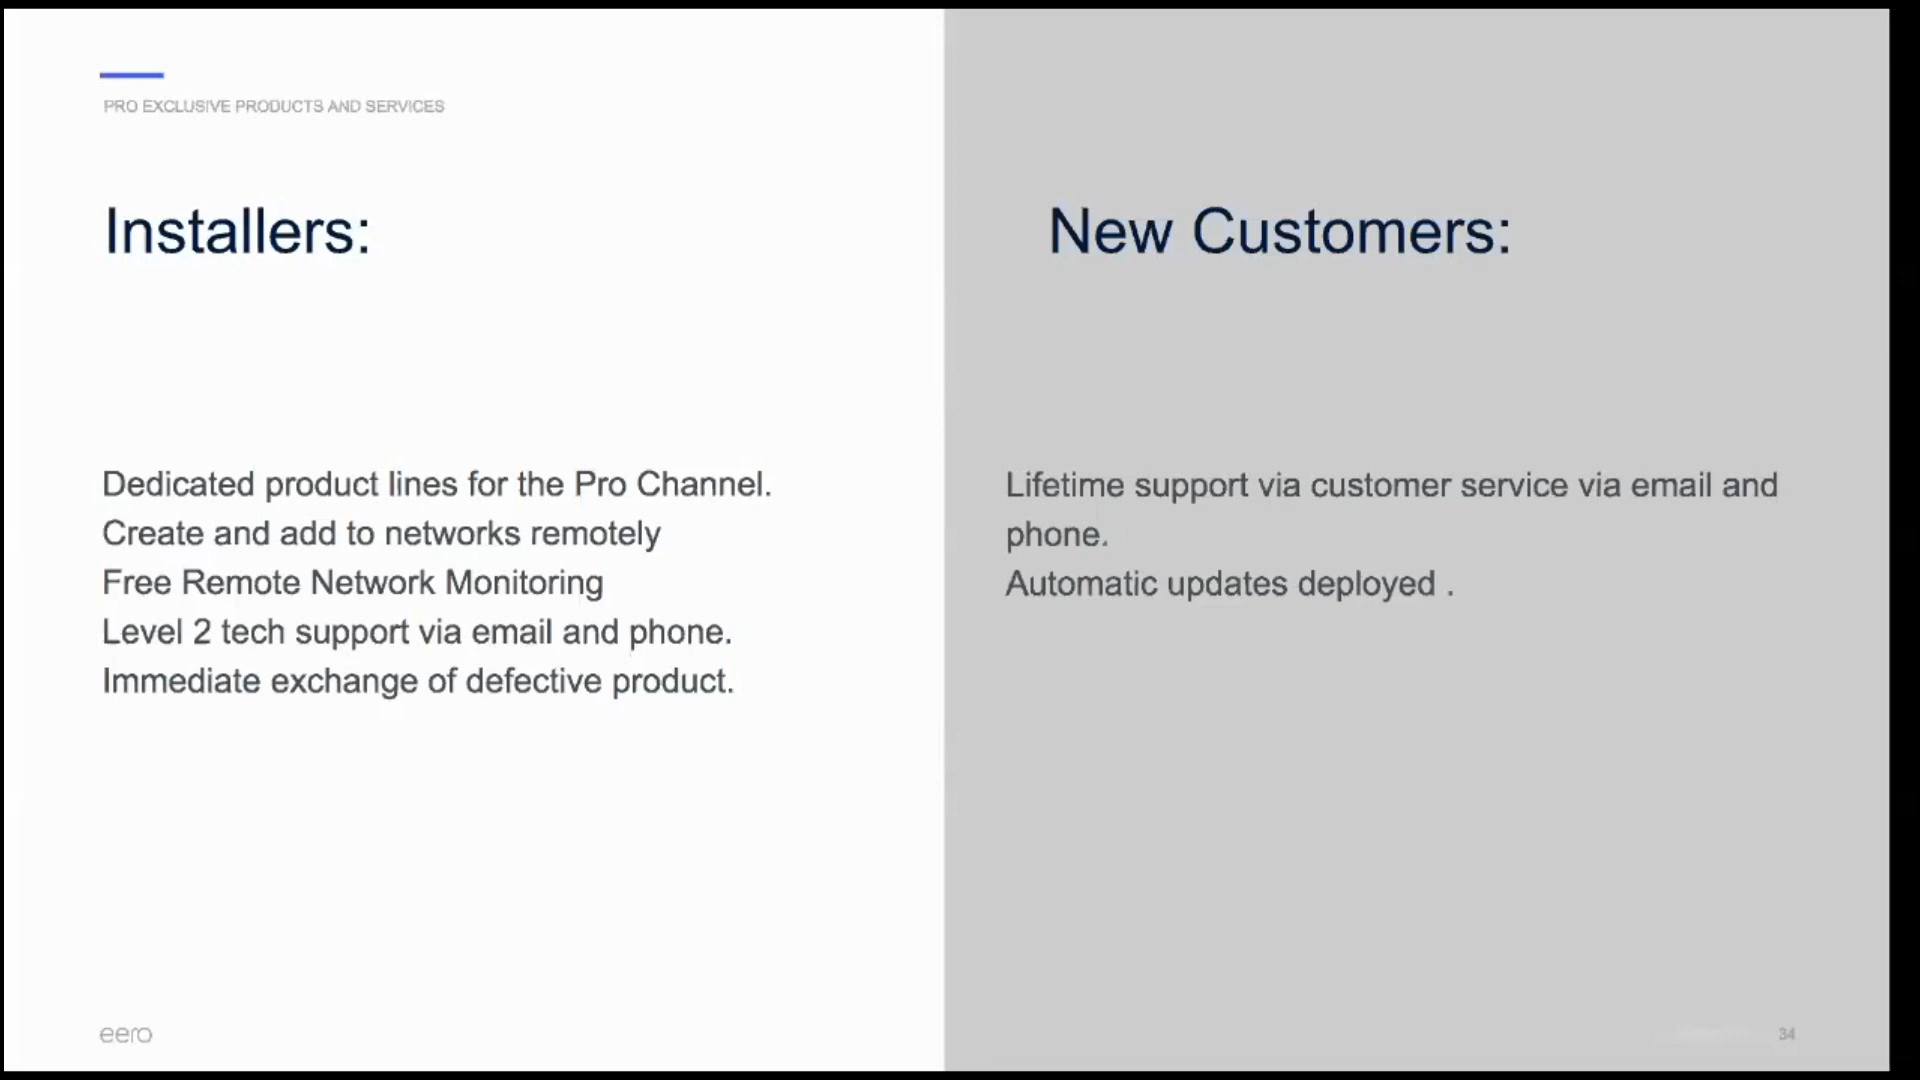 PRO EXCLUSIVE PRODUCTS AND SERVICES
Installers:
Dedicated product lines for the Pro Channel.
Create and add to networks remotely
Free Remote Network Monitoring
Level 2 tech support via email and phone.
Immediate exchange of defective product.
New Customers:
Lifetime support via customer service via email and
phone.
Automatic updates deployed .
eero
34